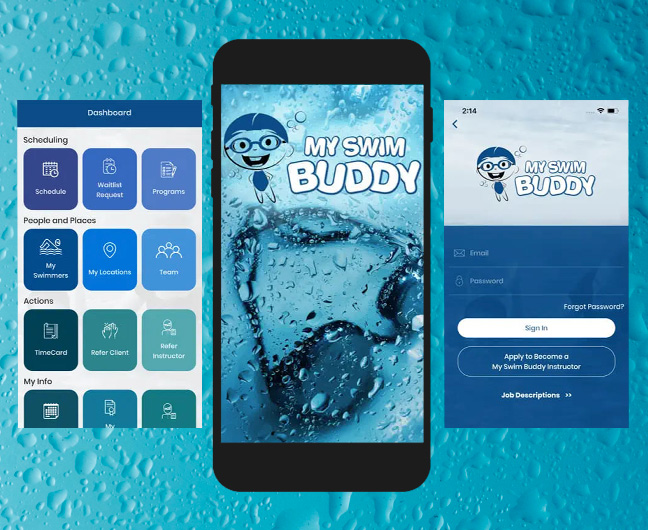 Dashboard
Scheduling
Schedule
Waitlist
Request
Programs
People and Places
My
Swimmers
My Locations
Team
Actions
TimeCard
Refer Client
Refer
Instructor
My Info
My
MY SWIM
BUDDY
2:14
MY SWIM
BUDDY
Email
Password
Forgot Password?
Sign In
Apply to Become a
My Swim Buddy Instructor
Job Descriptions >>